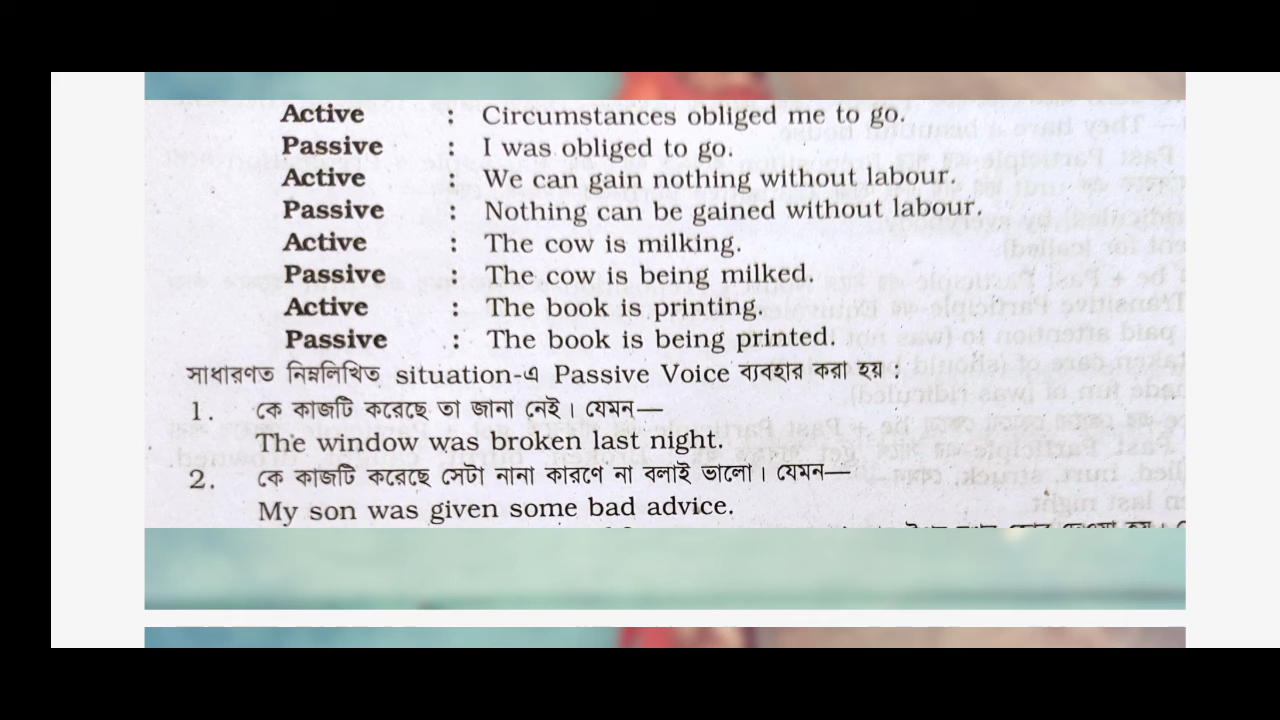 Active : Circumstances obliged me to go.
Passive : I was obliged to go.
Active : We can gain nothing without labour.
Passive : Nothing can be gained without labour.
Active : The cow is milking.
Passive : The cow is being milked.
Active : The book is printing.
Passive : The book is being printed.
সাধারণত নিম্নলিখিত situation-এ Passive Voice ব্যবহার করা হয় :
1. কে কাজটি করেছে তা জানা নেই। যেমন—
The window was broken last night.
2. কে কাজটি করেছে সেটা নানা কারণে না বলাই ভালো। যেমন—
My son was given some bad advice.